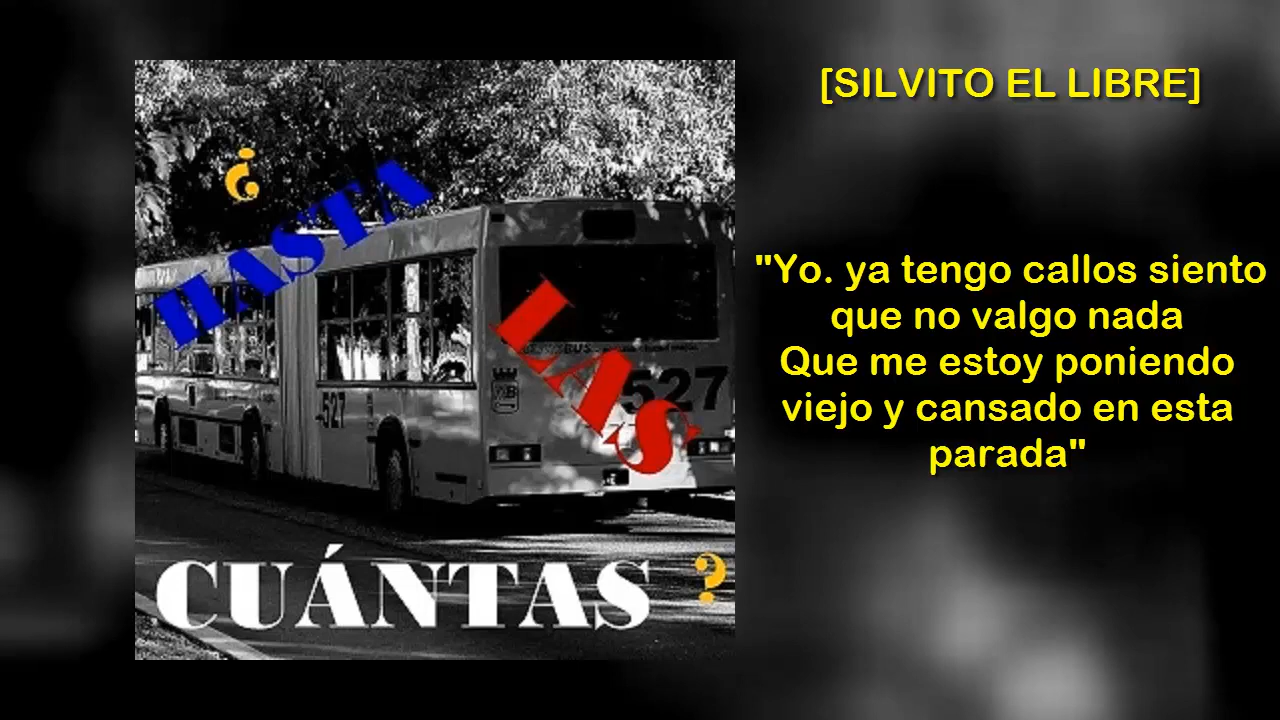 ¿
HASTA
LAS
CUÁNTAS ?
527
527
[SILVITO EL LIBRE]
"Yo. ya tengo callos siento
que no valgo nada
Que me estoy poniendo
viejo y cansado en esta
parada"